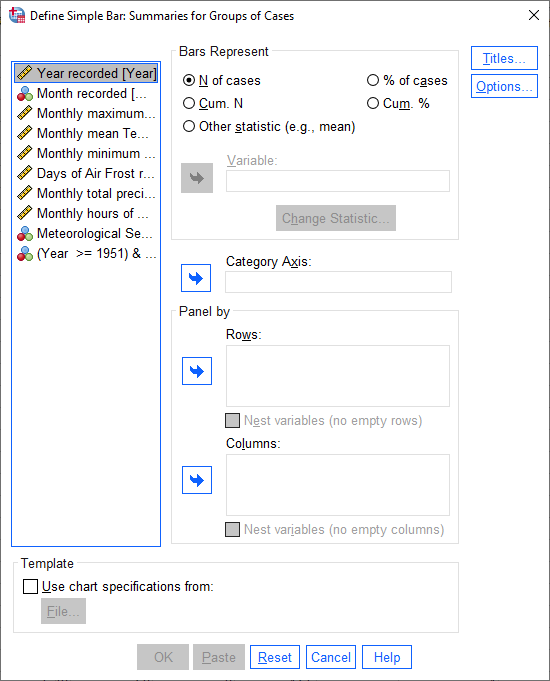 Define Simple Bar: Summaries for Groups of Cases
Year recorded [Year]
Month recorded [...
Monthly maximum...
Monthly mean Te...
Monthly minimum ...
Days of Air Frost r...
Monthly total preci...
Monthly hours of ...
Meteorological Se...
(Year >= 1951) & ...
Bars Represent
N of cases
% of cases
Cum. N
Cum. %
Other statistic (e.g., mean)
Variable:
Change Statistic...
Category Axis:
Panel by
Rows:
Nest variables (no empty rows)
Columns:
Nest variables (no empty columns)
Titles...
Options...
Template
Use chart specifications from:
File...
OK
Paste
Reset
Cancel
Help